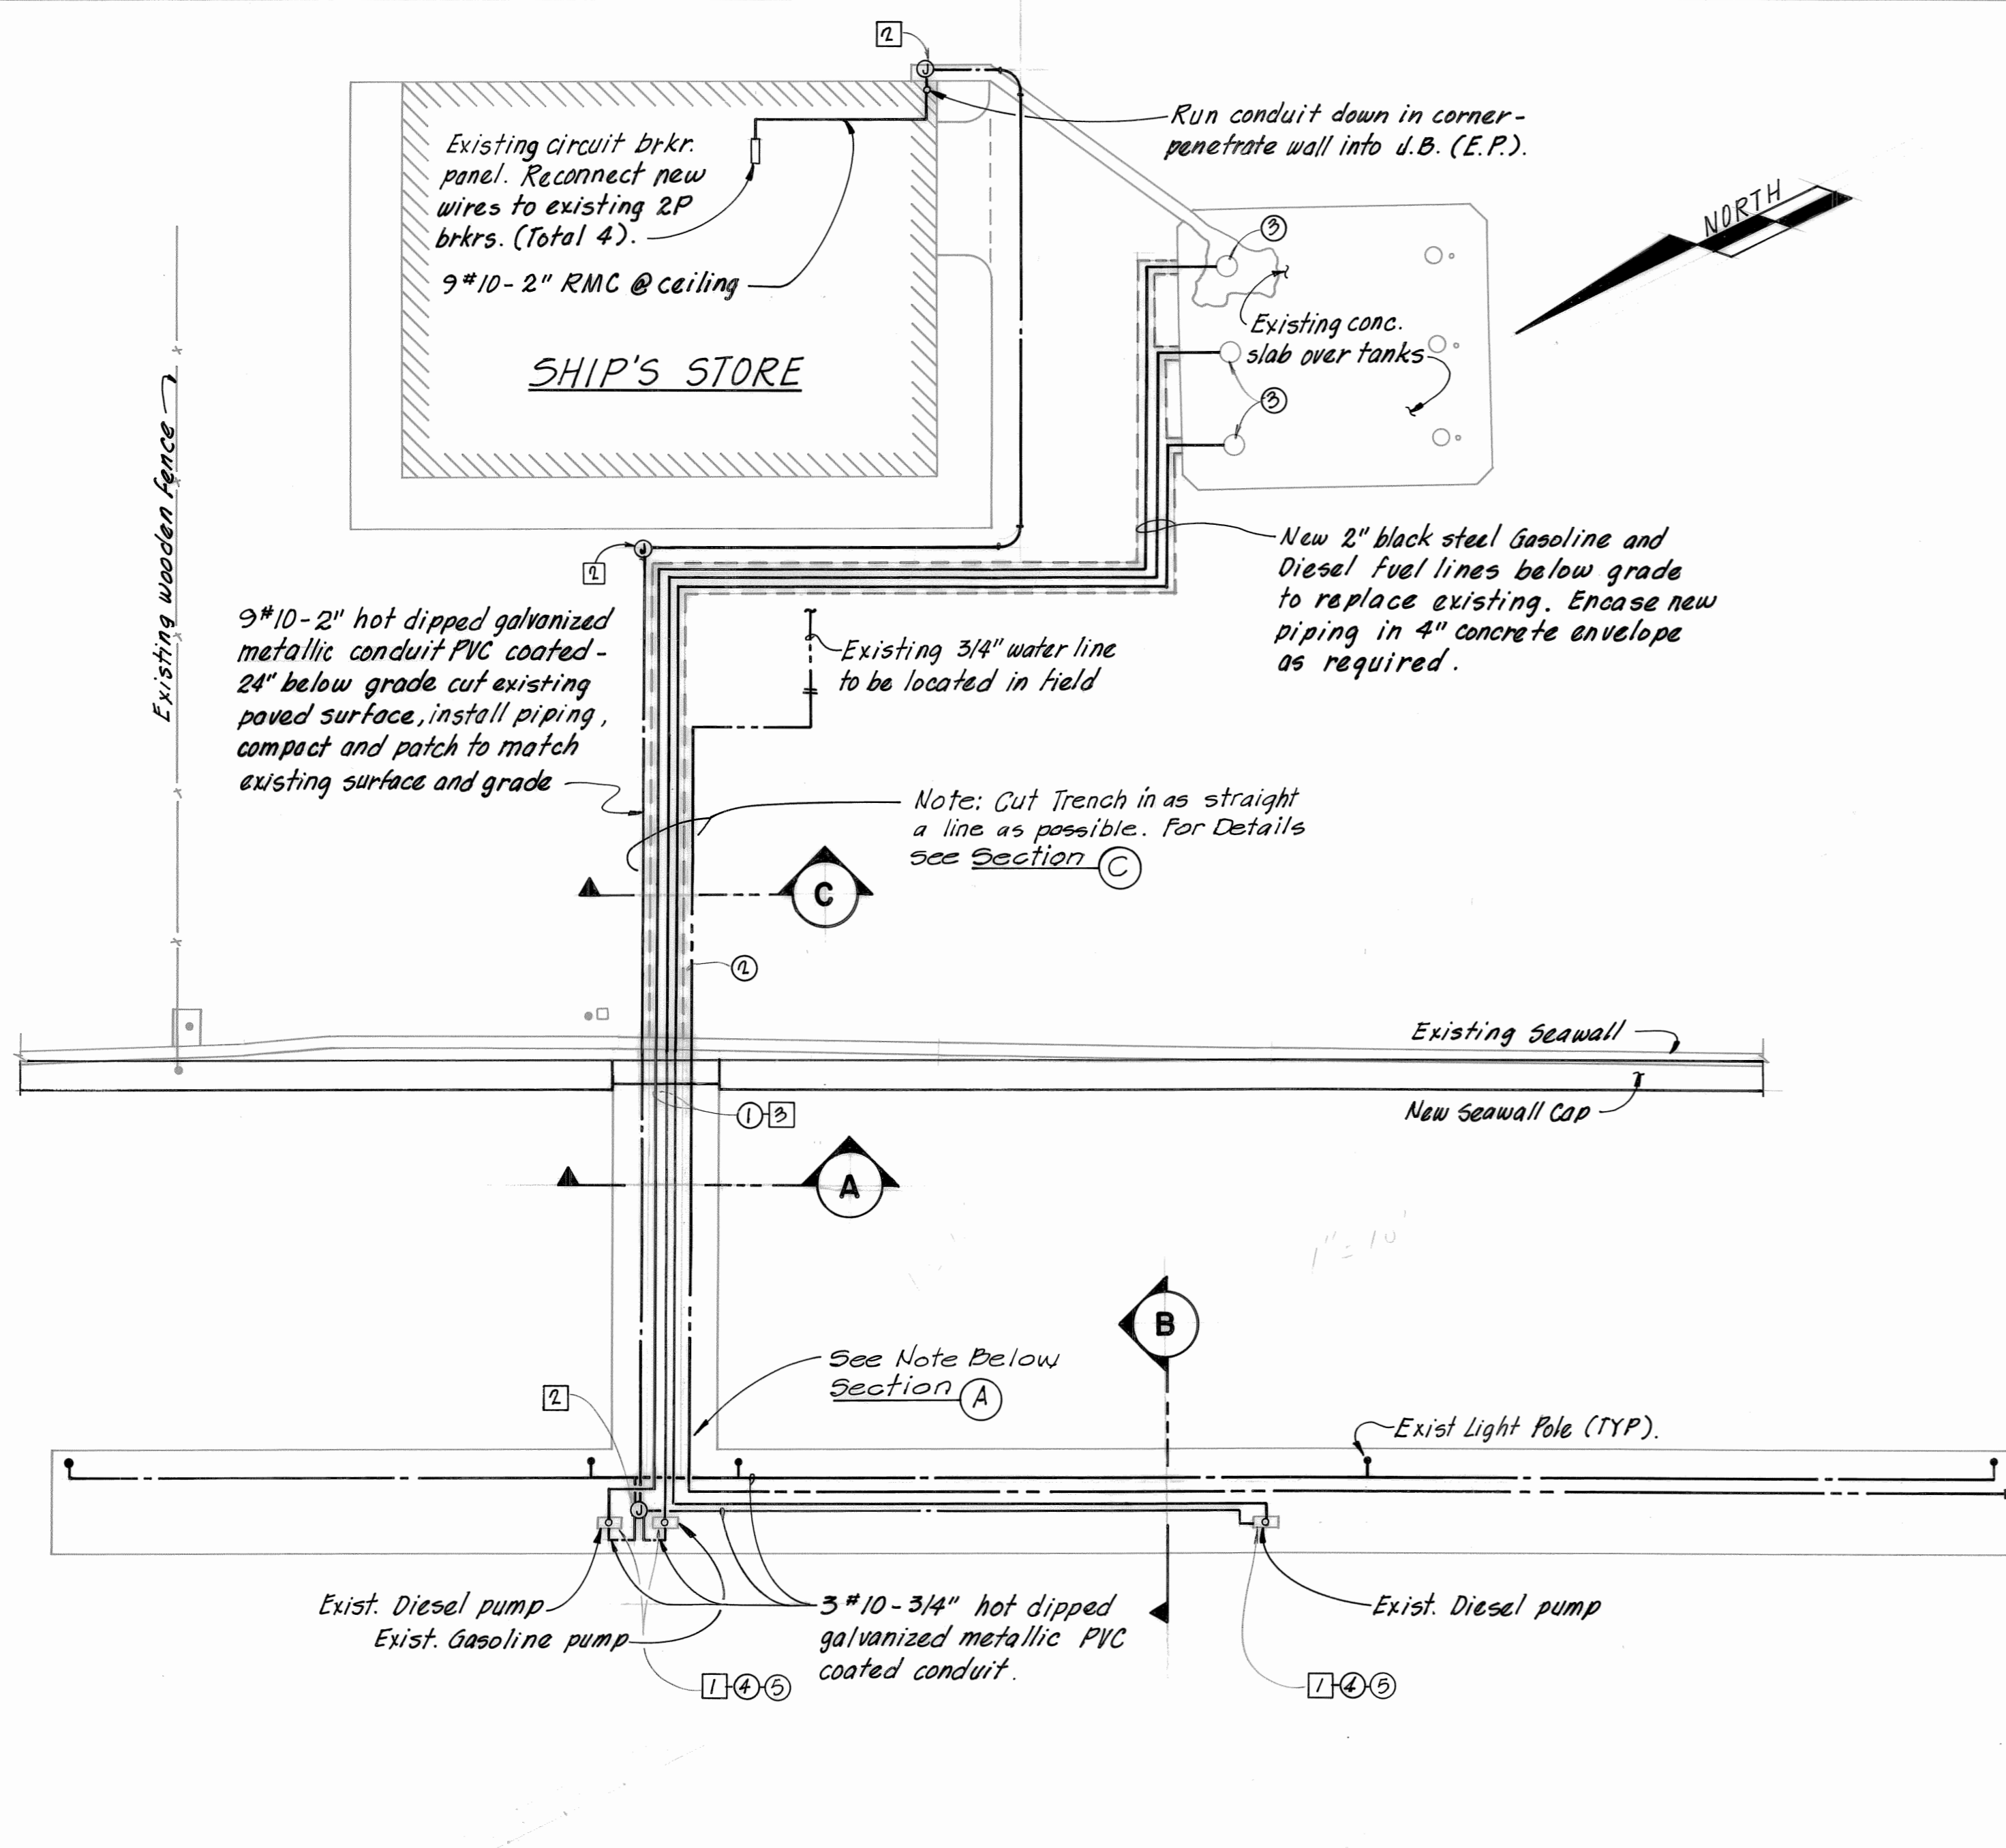 2
J
Run conduit down in corner-
penetrate wall into J.B. (E.P.).
Existing circuit brkr.
panel. Reconnect new
wires to existing 2P
brkrs. (Total 4).
9#10-2" RMC @ ceiling
SHIP'S STORE
NORTH
3
Existing conc.
slab over tanks
3
Existing wooden fence
J
2
New 2" black steel Gasoline and
Diesel fuel lines below grade
to replace existing. Encase new
piping in 4" concrete envelope
as required.
9#10-2" hot dipped galvanized
metallic conduit PVC coated-
24" below grade cut existing
paved surface, install piping,
compact and patch to match
existing surface and grade
Existing 3/4" water line
to be located in field
Note: Cut Trench in as straight
a line as possible. For Details
see Section C
C
2
Existing Seawall
New Seawall Cap
1 3
A
1" = 10'
B
See Note Below
Section A
2
Exist Light Pole (TYP).
J
Exist. Diesel pump
Exist. Gasoline pump
3#10-3/4" hot dipped
galvanized metallic PVC
coated conduit.
Exist. Diesel pump
1 4 5
1 4 5